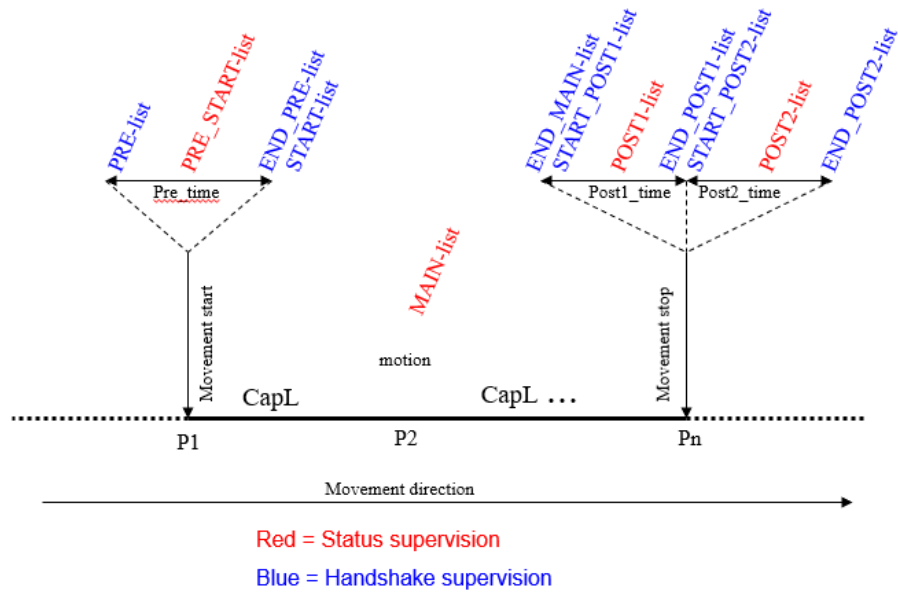 PRE-list
PRE_START-list
END_PRE-list
START-list
END_MAIN-list
START_POST1-list
POST1-list
END_POST1-list
START_POST2-list
POST2-list
END_POST2-list
Pre_time
Post1_time
Post2_time
MAIN-list
Movement start
Movement stop
motion
CapL
CapL ...
P1
P2
Pn
Movement direction
Red = Status supervision
Blue = Handshake supervision